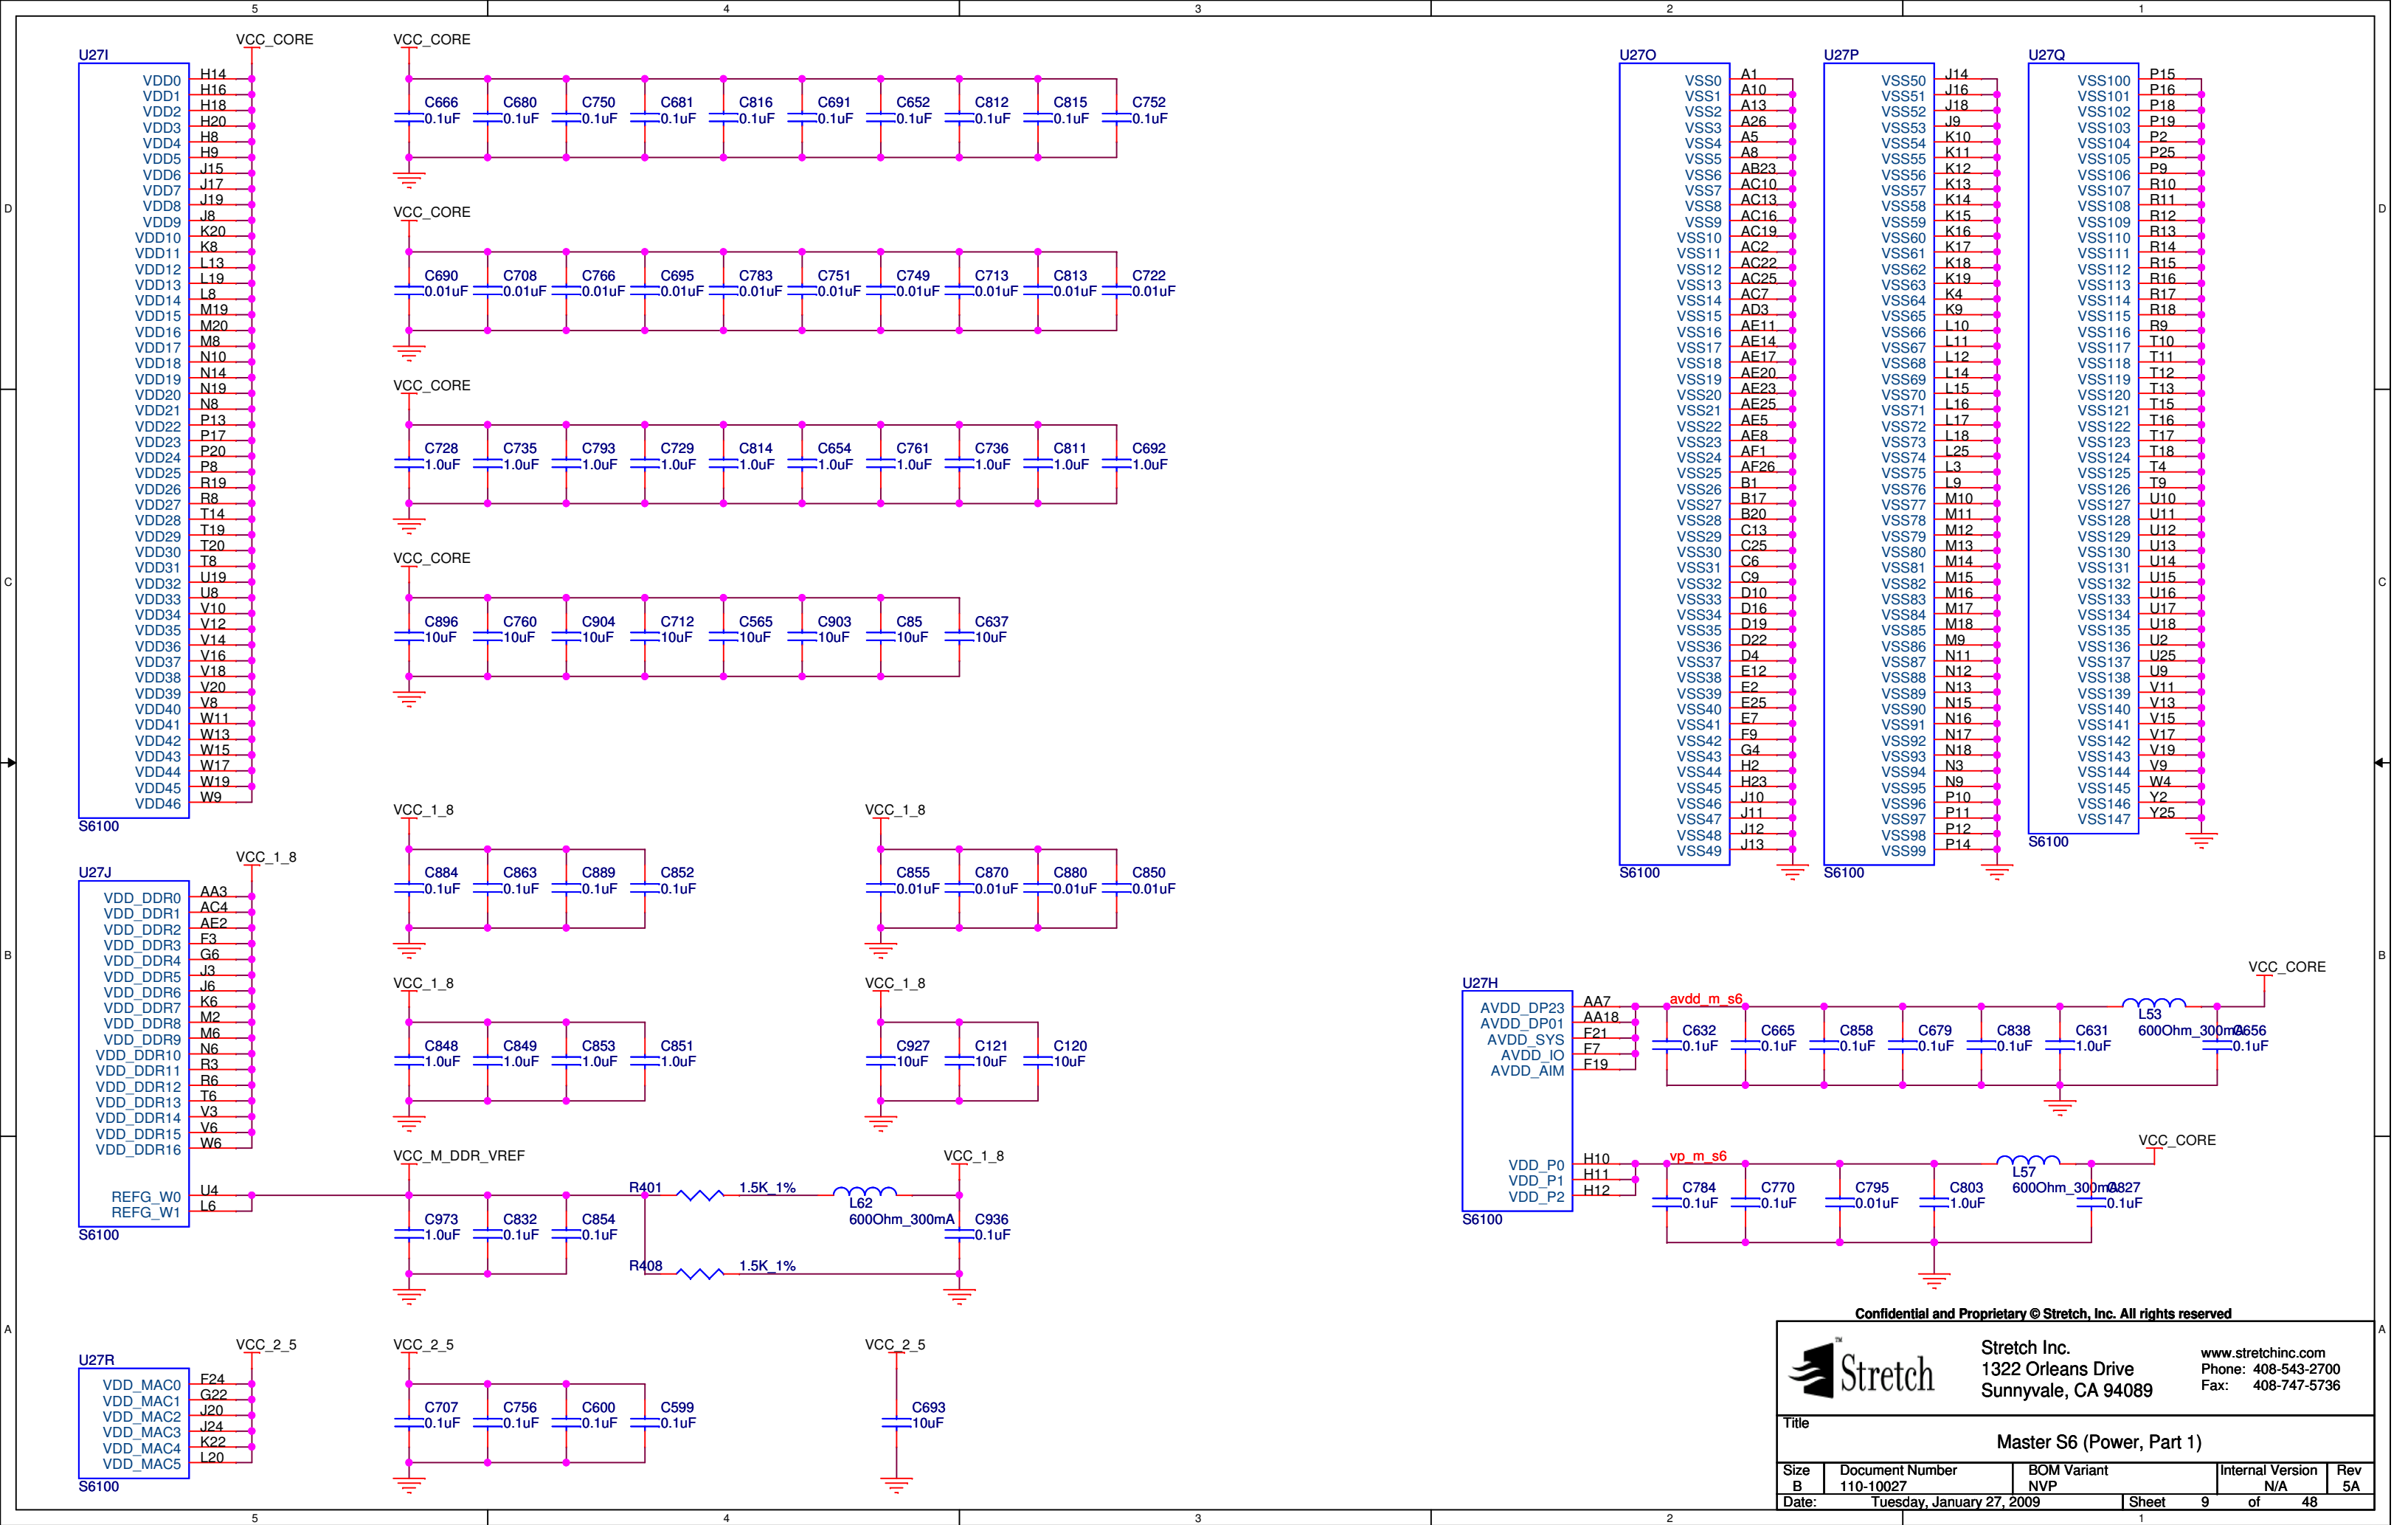 5 4 3 2 1
D
C
B
A
U27I
VCC_CORE
VDD0 H14
VDD1 H16
VDD2 H18
VDD3 H20
VDD4 H8
VDD5 H9
VDD6 J15
VDD7 J17
VDD8 J19
VDD9 J8
VDD10 K20
VDD11 K8
VDD12 L13
VDD13 L19
VDD14 L8
VDD15 M19
VDD16 M20
VDD17 M8
VDD18 N10
VDD19 N14
VDD20 N19
VDD21 N8
VDD22 P13
VDD23 P17
VDD24 P20
VDD25 P8
VDD26 R19
VDD27 R8
VDD28 T14
VDD29 T19
VDD30 T20
VDD31 T8
VDD32 U19
VDD33 U8
VDD34 V10
VDD35 V12
VDD36 V14
VDD37 V16
VDD38 V18
VDD39 V20
VDD40 V8
VDD41 W11
VDD42 W13
VDD43 W15
VDD44 W17
VDD45 W19
VDD46 W9
S6100
U27J
VCC_1_8
VDD_DDR0 AA3
VDD_DDR1 AC4
VDD_DDR2 AE2
VDD_DDR3 F3
VDD_DDR4 G6
VDD_DDR5 J3
VDD_DDR6 J6
VDD_DDR7 K6
VDD_DDR8 M2
VDD_DDR9 M6
VDD_DDR10 N6
VDD_DDR11 R3
VDD_DDR12 R6
VDD_DDR13 T6
VDD_DDR14 V3
VDD_DDR15 V6
VDD_DDR16 W6
REFG_W0 U4
REFG_W1 L6
S6100
U27R
VCC_2_5
VDD_MAC0 F24
VDD_MAC1 G22
VDD_MAC2 J20
VDD_MAC3 J24
VDD_MAC4 K22
VDD_MAC5 L20
S6100
VCC_CORE
C666 C680 C750 C681 C816 C691 C652 C812 C815 C752
0.1uF 0.1uF 0.1uF 0.1uF 0.1uF 0.1uF 0.1uF 0.1uF 0.1uF 0.1uF
VCC_CORE
C690 C708 C766 C695 C783 C751 C749 C713 C813 C722
0.01uF 0.01uF 0.01uF 0.01uF 0.01uF 0.01uF 0.01uF 0.01uF 0.01uF 0.01uF
VCC_CORE
C728 C735 C793 C729 C814 C654 C761 C736 C811 C692
1.0uF 1.0uF 1.0uF 1.0uF 1.0uF 1.0uF 1.0uF 1.0uF 1.0uF 1.0uF
VCC_CORE
C896 C760 C904 C712 C565 C903 C85 C637
10uF 10uF 10uF 10uF 10uF 10uF 10uF 10uF
VCC_1_8 VCC_1_8
C884 C863 C889 C852 C855 C870 C880 C850
0.1uF 0.1uF 0.1uF 0.1uF 0.01uF 0.01uF 0.01uF 0.01uF
VCC_1_8 VCC_1_8
C848 C849 C853 C851 C927 C121 C120
1.0uF 1.0uF 1.0uF 1.0uF 10uF 10uF 10uF
VCC_M_DDR_VREF VCC_1_8
R401 1.5K_1%
L62
600Ohm_300mA
C973 C832 C854 C936
1.0uF 0.1uF 0.1uF 0.1uF
R408 1.5K_1%
VCC_2_5 VCC_2_5
C707 C756 C600 C599 C693
0.1uF 0.1uF 0.1uF 0.1uF 10uF
U27O
VSS0 A1
VSS1 A10
VSS2 A13
VSS3 A26
VSS4 A5
VSS5 A8
VSS6 AB23
VSS7 AC10
VSS8 AC13
VSS9 AC16
VSS10 AC19
VSS11 AC2
VSS12 AC22
VSS13 AC25
VSS14 AC7
VSS15 AD3
VSS16 AE11
VSS17 AE14
VSS18 AE17
VSS19 AE20
VSS20 AE23
VSS21 AE25
VSS22 AE5
VSS23 AE8
VSS24 AF1
VSS25 AF26
VSS26 B1
VSS27 B17
VSS28 B20
VSS29 C13
VSS30 C25
VSS31 C6
VSS32 C9
VSS33 D10
VSS34 D16
VSS35 D19
VSS36 D22
VSS37 D4
VSS38 E12
VSS39 E2
VSS40 E25
VSS41 E7
VSS42 F9
VSS43 G4
VSS44 H2
VSS45 H23
VSS46 J10
VSS47 J11
VSS48 J12
VSS49 J13
S6100
U27P
VSS50 J14
VSS51 J16
VSS52 J18
VSS53 J9
VSS54 K10
VSS55 K11
VSS56 K12
VSS57 K13
VSS58 K14
VSS59 K15
VSS60 K16
VSS61 K17
VSS62 K18
VSS63 K19
VSS64 K4
VSS65 K9
VSS66 L10
VSS67 L11
VSS68 L12
VSS69 L14
VSS70 L15
VSS71 L16
VSS72 L17
VSS73 L18
VSS74 L25
VSS75 L3
VSS76 L9
VSS77 M10
VSS78 M11
VSS79 M12
VSS80 M13
VSS81 M14
VSS82 M15
VSS83 M16
VSS84 M17
VSS85 M18
VSS86 M9
VSS87 N11
VSS88 N12
VSS89 N13
VSS90 N15
VSS91 N16
VSS92 N17
VSS93 N18
VSS94 N3
VSS95 N9
VSS96 P10
VSS97 P11
VSS98 P12
VSS99 P14
S6100
U27Q
VSS100 P15
VSS101 P16
VSS102 P18
VSS103 P19
VSS104 P2
VSS105 P25
VSS106 P9
VSS107 R10
VSS108 R11
VSS109 R12
VSS110 R13
VSS111 R14
VSS112 R15
VSS113 R16
VSS114 R17
VSS115 R18
VSS116 R9
VSS117 T10
VSS118 T11
VSS119 T12
VSS120 T13
VSS121 T15
VSS122 T16
VSS123 T17
VSS124 T18
VSS125 T4
VSS126 T9
VSS127 U10
VSS128 U11
VSS129 U12
VSS130 U13
VSS131 U14
VSS132 U15
VSS133 U16
VSS134 U17
VSS135 U18
VSS136 U2
VSS137 U25
VSS138 U9
VSS139 V11
VSS140 V13
VSS141 V15
VSS142 V17
VSS143 V19
VSS144 V9
VSS145 W4
VSS146 Y2
VSS147 Y25
S6100
U27H
VCC_CORE
AVDD_DP23 AA7 avdd_m_s6
AVDD_DP01 AA18
AVDD_SYS F21
AVDD_IO F7
AVDD_AIM F19
L53
600Ohm_300mA
C632 C665 C858 C679 C838 C631 C656
0.1uF 0.1uF 0.1uF 0.1uF 0.1uF 1.0uF 0.1uF
VCC_CORE
VDD_P0 H10 vp_m_s6
VDD_P1 H11
VDD_P2 H12
L57
600Ohm_300mA
C784 C770 C795 C803 C827
0.1uF 0.1uF 0.01uF 1.0uF 0.1uF
S6100
Confidential and Proprietary © Stretch, Inc. All rights reserved
Stretch ™
Stretch Inc.
1322 Orleans Drive
Sunnyvale, CA 94089
www.stretchinc.com
Phone: 408-543-2700
Fax: 408-747-5736
Title
Master S6 (Power, Part 1)
Size Document Number BOM Variant Internal Version Rev
B 110-10027 NVP N/A 5A
Date: Tuesday, January 27, 2009 Sheet 9 of 48
D
C
B
A
5 4 3 2 1